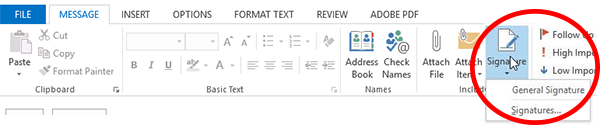 FILE MESSAGE INSERT OPTIONS FORMAT TEXT REVIEW ADOBE PDF
Paste
Cut
Copy
Format Painter
Clipboard
B I U
A
Basic Text
Address Book
Check Names
Names
Attach File
Attach Item
Signature
Follow Up
High Impo
Low Impor
General Signature
Signatures...